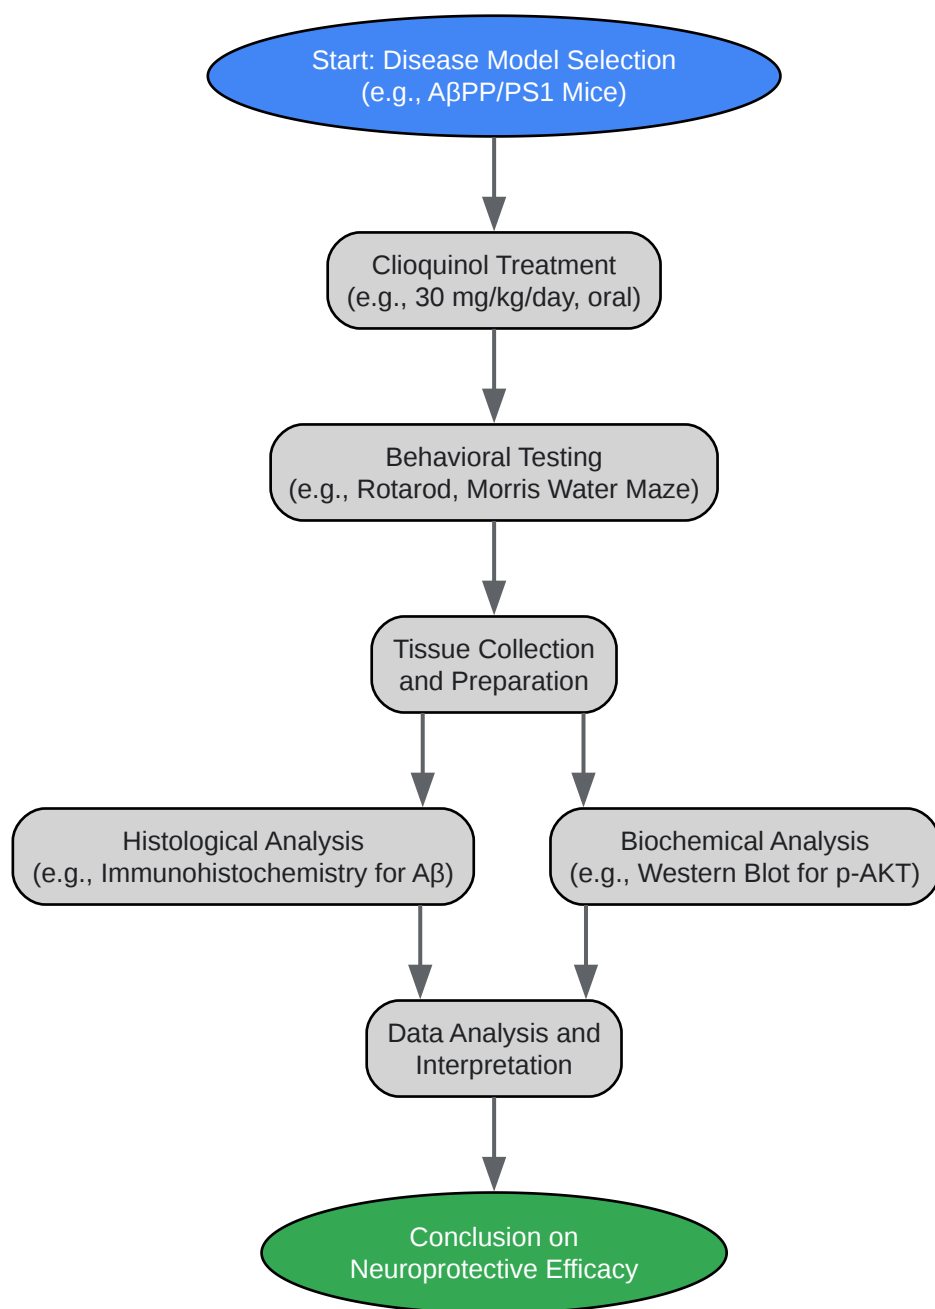 Start: Disease Model Selection
(e.g., AβPP/PS1 Mice)
Clioquinol Treatment
(e.g., 30 mg/kg/day, oral)
Behavioral Testing
(e.g., Rotarod, Morris Water Maze)
Tissue Collection
and Preparation
Histological Analysis
(e.g., Immunohistochemistry for Aβ)
Biochemical Analysis
(e.g., Western Blot for p-AKT)
Data Analysis and
Interpretation
Conclusion on
Neuroprotective Efficacy